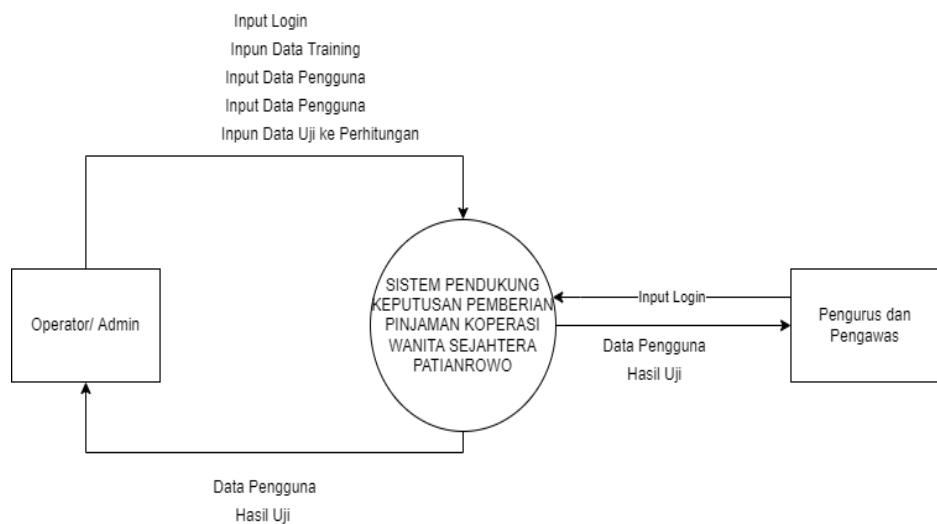 Input Login
Inpun Data Training
Input Data Pengguna
Input Data Pengguna
Inpun Data Uji ke Perhitungan
Operator/ Admin
SISTEM PENDUKUNG
KEPUTUSAN PEMBERIAN
PINJAMAN KOPERASI
WANITA SEJAHTERA
PATIANROWO
Input Login
Data Pengguna
Hasil Uji
Pengurus dan
Pengawas
Data Pengguna
Hasil Uji